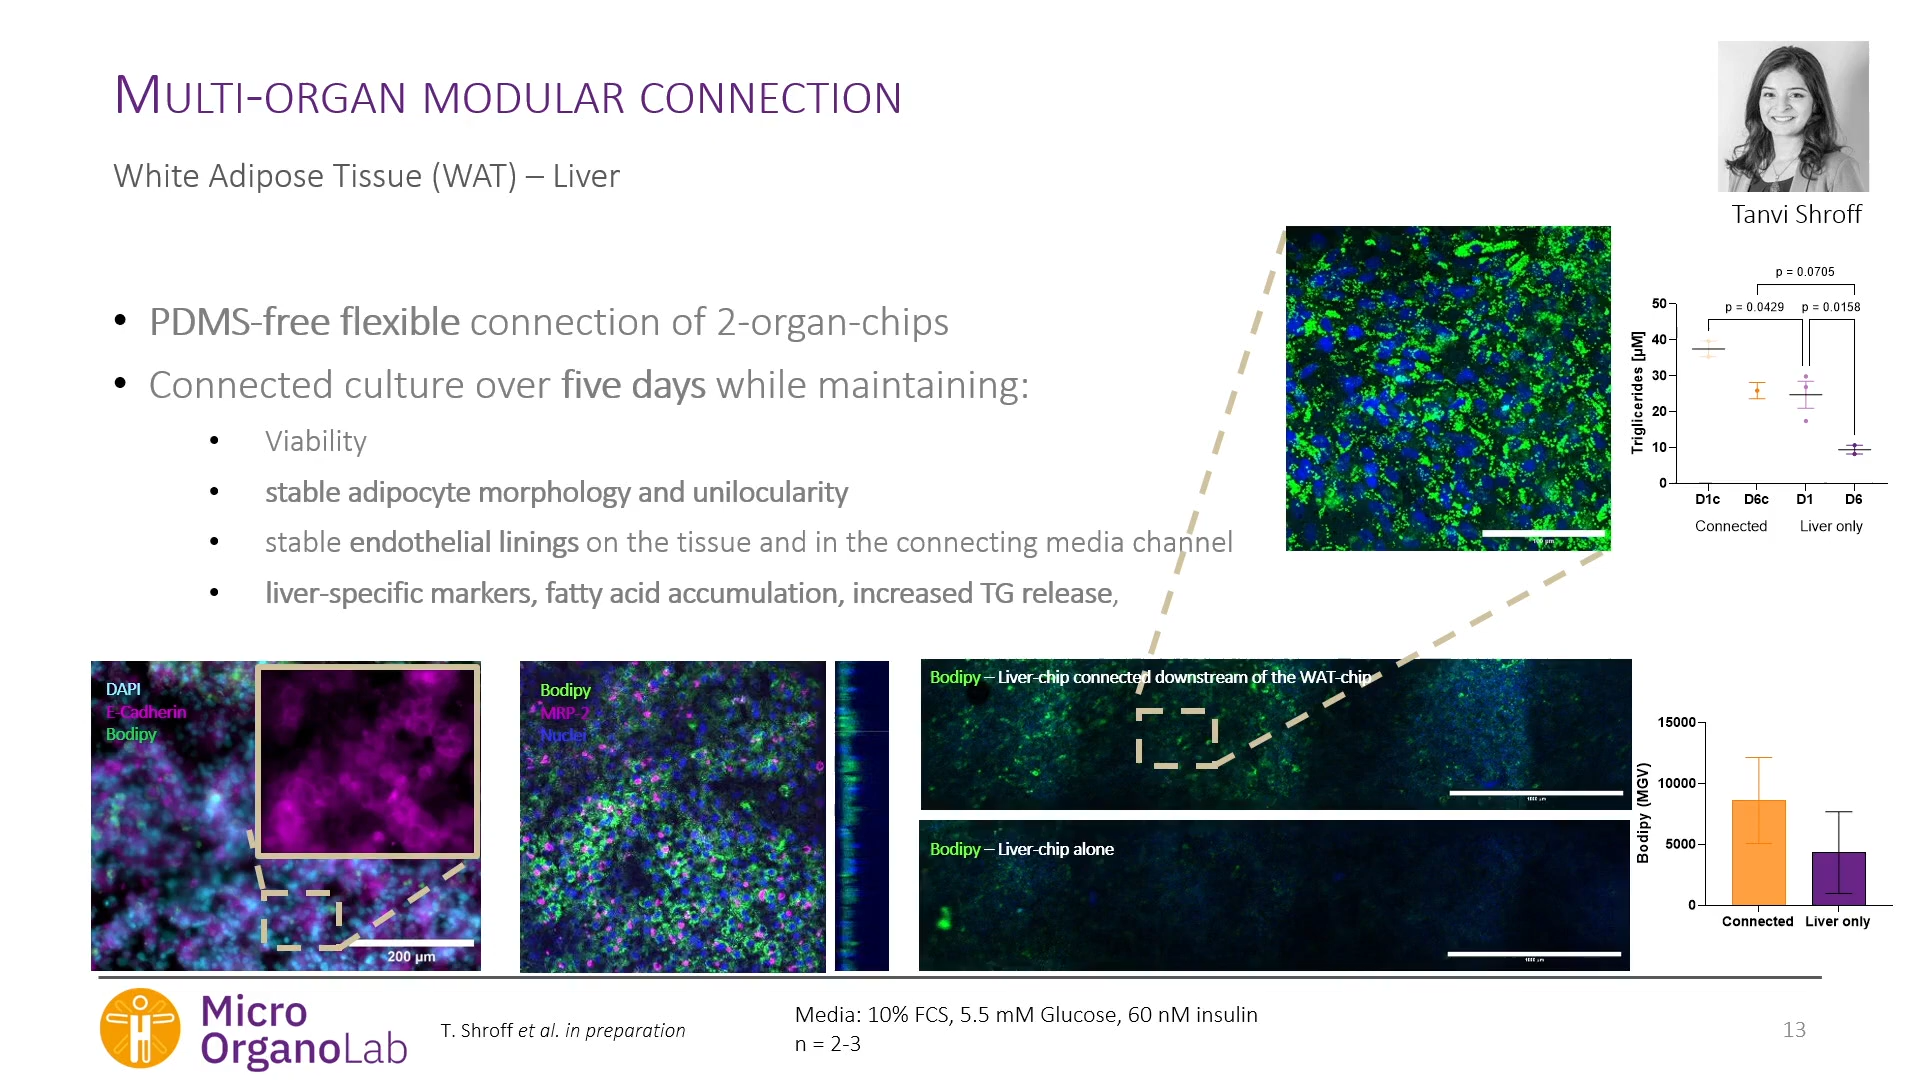 Multi-organ modular connection
White Adipose Tissue (WAT) – Liver
Tanvi Shroff
• PDMS-free flexible connection of 2-organ-chips
• Connected culture over five days while maintaining:
• Viability
• stable adipocyte morphology and unilocularity
• stable endothelial linings on the tissue and in the connecting media channel
• liver-specific markers, fatty acid accumulation, increased TG release,
p = 0.0705
p = 0.0429 p = 0.0158
Triglicerides [µM]
50
40
30
20
10
0
D1c D6c D1 D6
Connected Liver only
DAPI
E-Cadherin
Bodipy
200 µm
Bodipy
MRP-2
Nuclei
Bodipy – Liver-chip connected downstream of the WAT-chip
Bodipy – Liver-chip alone
Bodipy (MGV)
15000
10000
5000
0
Connected Liver only
Micro
OrganoLab
T. Shroff et al. in preparation
Media: 10% FCS, 5.5 mM Glucose, 60 nM insulin
n = 2-3
13